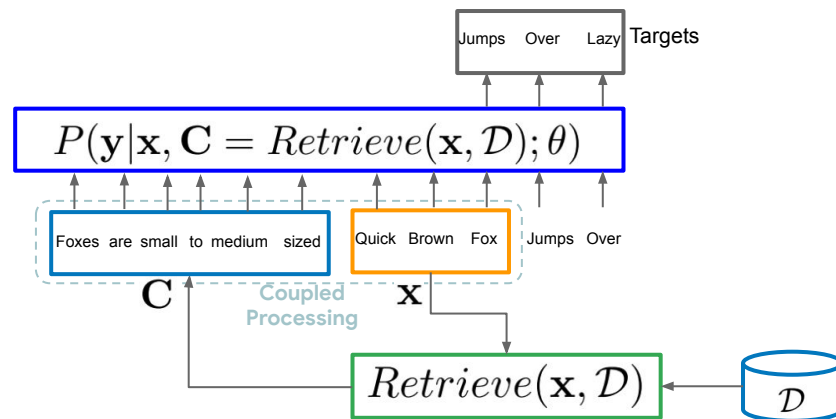 Jumps Over Lazy Targets
P(y|x, C = Retrieve(x, 𝒟); θ)
Foxes are small to medium sized Quick Brown Fox Jumps Over
C Coupled x
Processing
Retrieve(x, 𝒟)
𝒟